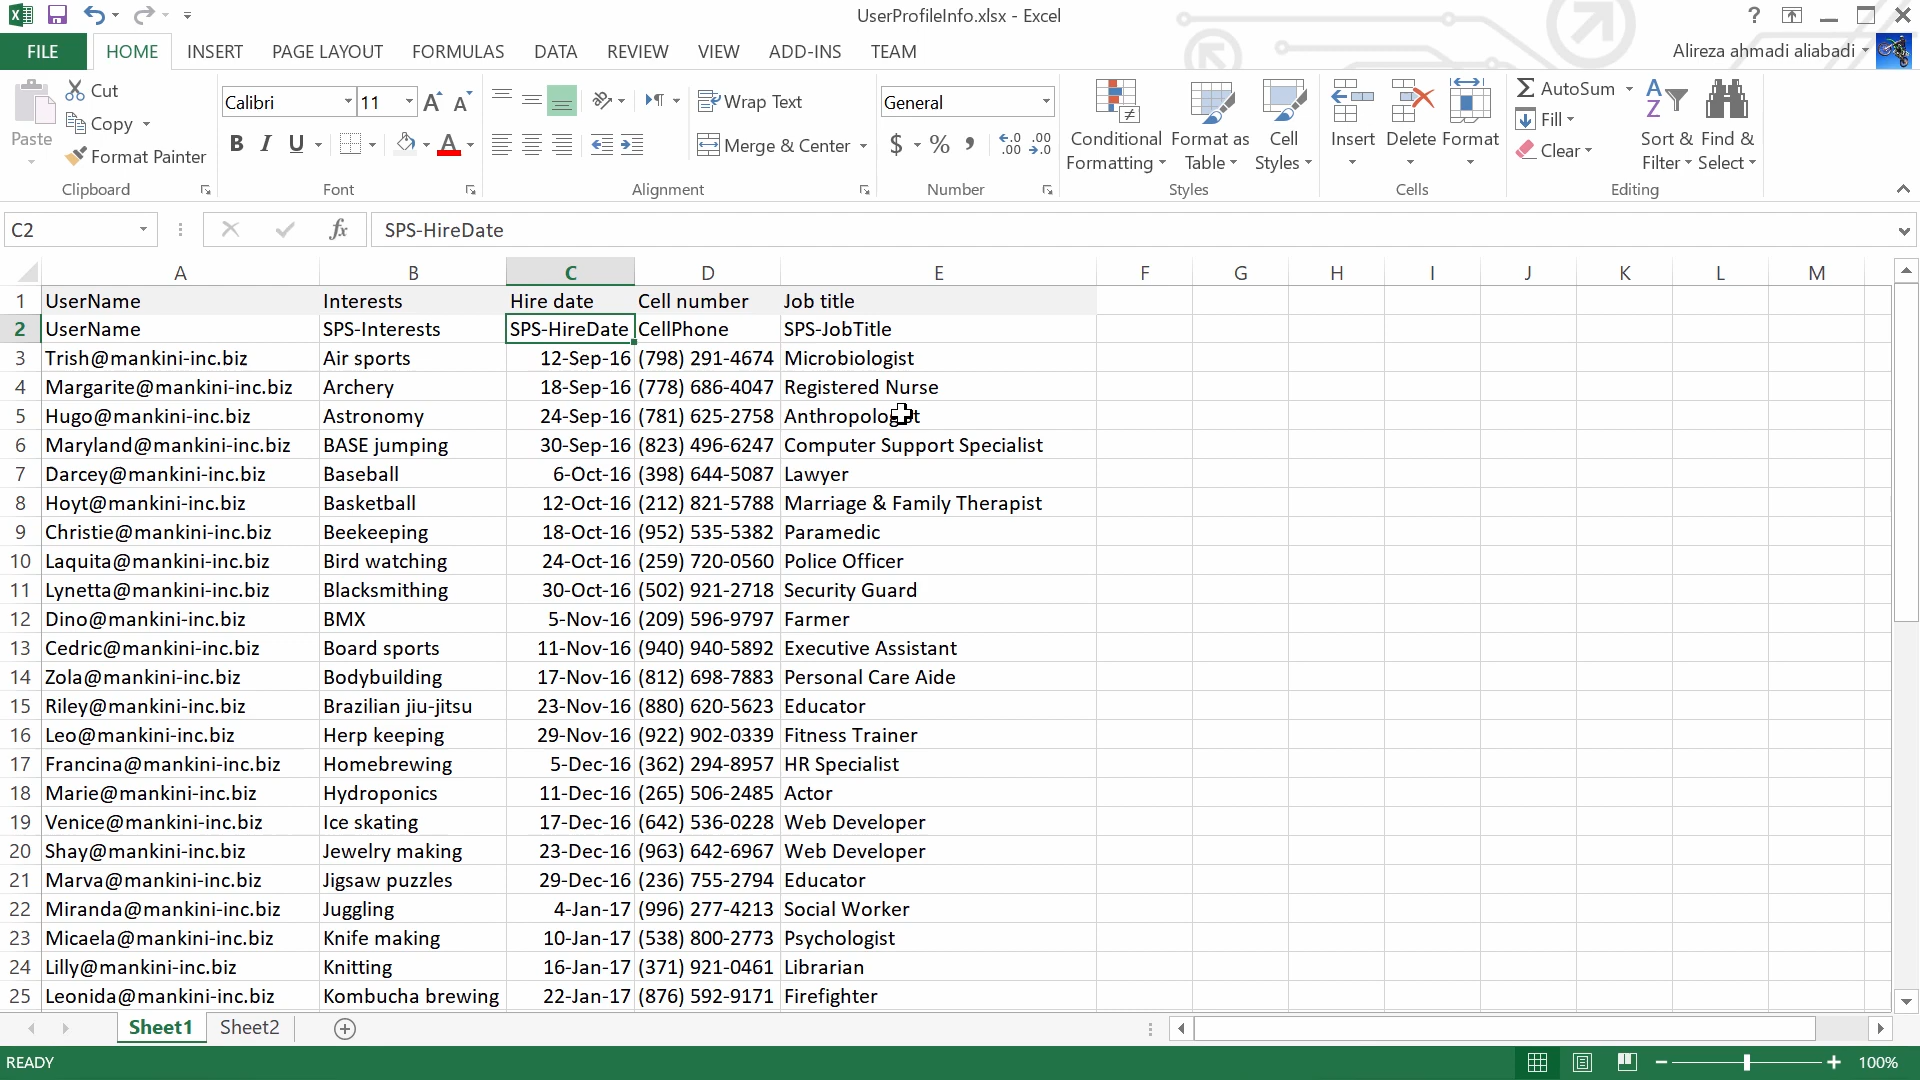 UserProfileInfo.xlsx - Excel
FILE HOME INSERT PAGE LAYOUT FORMULAS DATA REVIEW VIEW ADD-INS TEAM
Alireza ahmadi aliabadi
Paste
Cut
Copy
Format Painter
Clipboard
Calibri 11
B I U A
Font
Wrap Text
Merge & Center
Alignment
General
$ % ,
Number
Conditional Formatting
Format as Table
Cell Styles
Styles
Insert Delete Format
Cells
AutoSum
Fill
Clear
Sort & Filter
Find & Select
Editing
C2 fx SPS-HireDate
A B C D E F G H I J K L M
1 UserName Interests Hire date Cell number Job title
2 UserName SPS-Interests SPS-HireDate CellPhone SPS-JobTitle
3 Trish@mankini-inc.biz Air sports 12-Sep-16 (798) 291-4674 Microbiologist
4 Margarite@mankini-inc.biz Archery 18-Sep-16 (778) 686-4047 Registered Nurse
5 Hugo@mankini-inc.biz Astronomy 24-Sep-16 (781) 625-2758 Anthropologist
6 Maryland@mankini-inc.biz BASE jumping 30-Sep-16 (823) 496-6247 Computer Support Specialist
7 Darcey@mankini-inc.biz Baseball 6-Oct-16 (398) 644-5087 Lawyer
8 Hoyt@mankini-inc.biz Basketball 12-Oct-16 (212) 821-5788 Marriage & Family Therapist
9 Christie@mankini-inc.biz Beekeeping 18-Oct-16 (952) 535-5382 Paramedic
10 Laquita@mankini-inc.biz Bird watching 24-Oct-16 (259) 720-0560 Police Officer
11 Lynetta@mankini-inc.biz Blacksmithing 30-Oct-16 (502) 921-2718 Security Guard
12 Dino@mankini-inc.biz BMX 5-Nov-16 (209) 596-9797 Farmer
13 Cedric@mankini-inc.biz Board sports 11-Nov-16 (940) 940-5892 Executive Assistant
14 Zola@mankini-inc.biz Bodybuilding 17-Nov-16 (812) 698-7883 Personal Care Aide
15 Riley@mankini-inc.biz Brazilian jiu-jitsu 23-Nov-16 (880) 620-5623 Educator
16 Leo@mankini-inc.biz Herp keeping 29-Nov-16 (922) 902-0339 Fitness Trainer
17 Francina@mankini-inc.biz Homebrewing 5-Dec-16 (362) 294-8957 HR Specialist
18 Marie@mankini-inc.biz Hydroponics 11-Dec-16 (265) 506-2485 Actor
19 Venice@mankini-inc.biz Ice skating 17-Dec-16 (642) 536-0228 Web Developer
20 Shay@mankini-inc.biz Jewelry making 23-Dec-16 (963) 642-6967 Web Developer
21 Marva@mankini-inc.biz Jigsaw puzzles 29-Dec-16 (236) 755-2794 Educator
22 Miranda@mankini-inc.biz Juggling 4-Jan-17 (996) 277-4213 Social Worker
23 Micaela@mankini-inc.biz Knife making 10-Jan-17 (538) 800-2773 Psychologist
24 Lilly@mankini-inc.biz Knitting 16-Jan-17 (371) 921-0461 Librarian
25 Leonida@mankini-inc.biz Kombucha brewing 22-Jan-17 (876) 592-9171 Firefighter
Sheet1 Sheet2
READY 100%